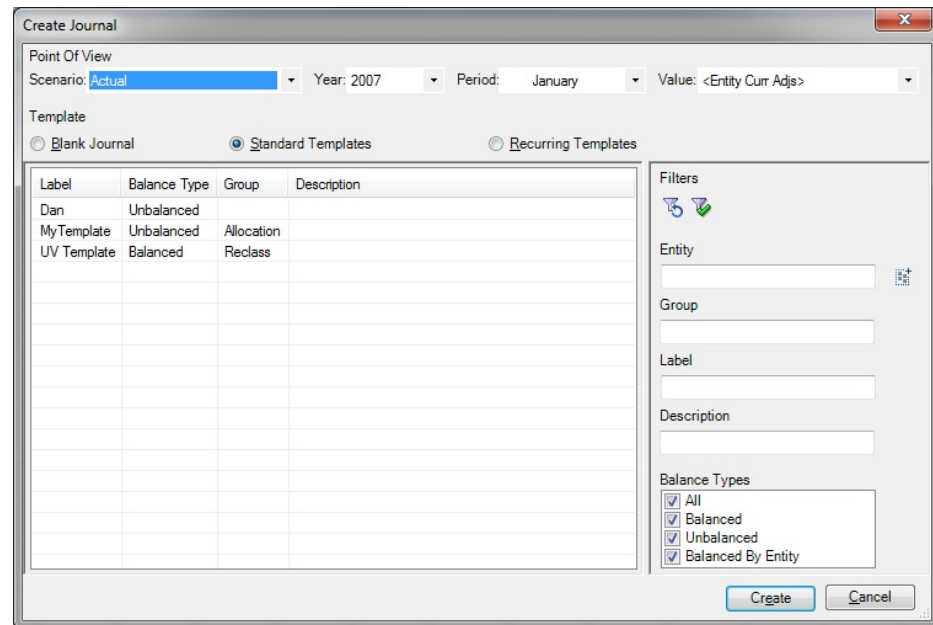 Create Journal
Point Of View
Scenario: Actual Year: 2007 Period: January Value: <Entity Curr Adjs>
Template
Blank Journal Standard Templates Recurring Templates
Label Balance Type Group Description
Dan Unbalanced
MyTemplate Unbalanced Allocation
UV Template Balanced Reclass
Filters
Entity
Group
Label
Description
Balance Types
All
Balanced
Unbalanced
Balanced By Entity
Create Cancel